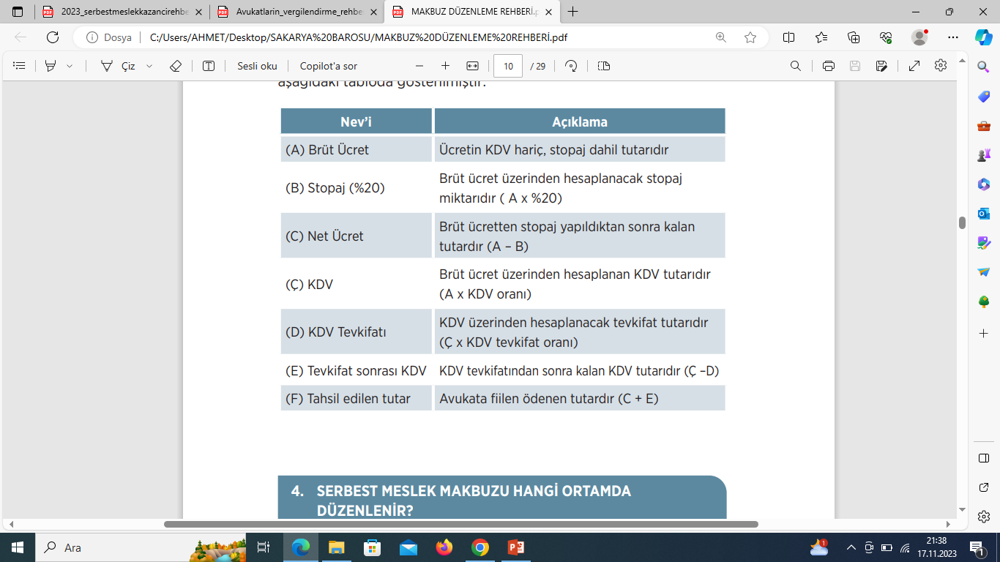 2023_serbestmeslekkazancirehbe
Avukatlarin_vergilendirme_rehbe
MAKBUZ DÜZENLEME REHBERİ.p
Dosya
C:/Users/AHMET/Desktop/SAKARYA%20BAROSU/MAKBUZ%20DÜZENLEME%20REHBERİ.pdf
Çiz
Sesli oku
Copilot'a sor
10 / 29
aşağıdaki tabloda gösterilmiştir.
Nev'i
Açıklama
(A) Brüt Ücret
Ücretin KDV hariç, stopaj dahil tutarıdır
(B) Stopaj (%20)
Brüt ücret üzerinden hesaplanacak stopaj
miktarıdır ( A x %20)
(C) Net Ücret
Brüt ücretten stopaj yapıldıktan sonra kalan
tutardır (A – B)
(Ç) KDV
Brüt ücret üzerinden hesaplanan KDV tutarıdır
(A x KDV oranı)
(D) KDV Tevkifatı
KDV üzerinden hesaplanacak tevkifat tutarıdır
(Ç x KDV tevkifat oranı)
(E) Tevkifat sonrası KDV
KDV tevkifatından sonra kalan KDV tutarıdır (Ç –D)
(F) Tahsil edilen tutar
Avukata fiilen ödenen tutardır (C + E)
4. SERBEST MESLEK MAKBUZU HANGİ ORTAMDA
DÜZENLENİR?
Ara
1
21:38
17.11.2023
1